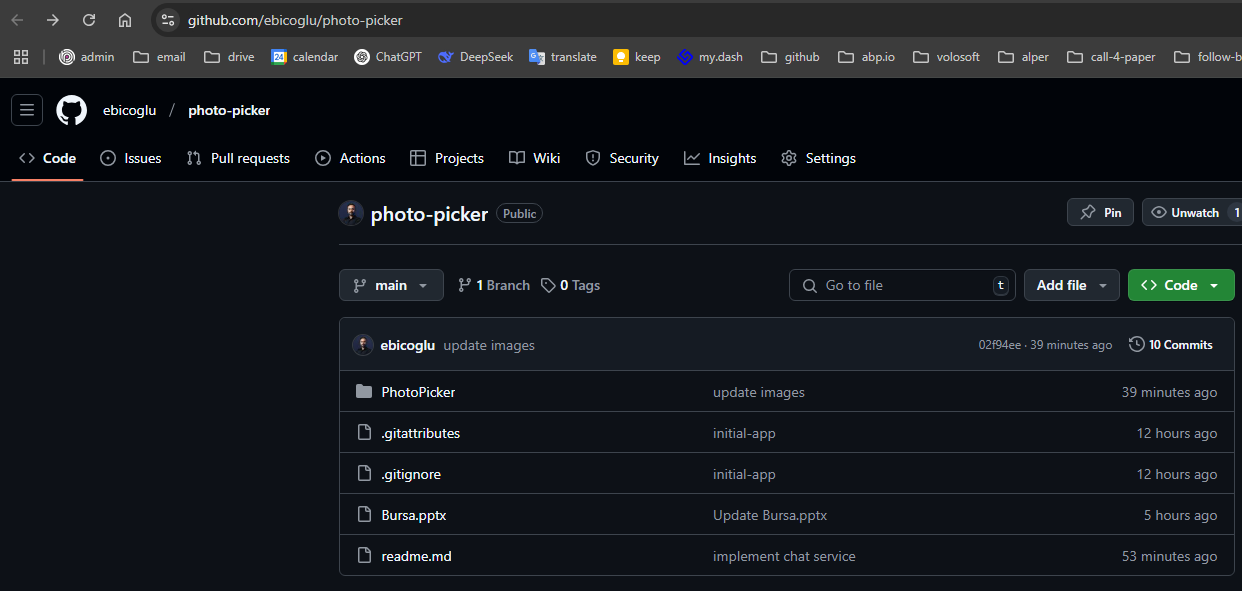 github.com/ebicoglu/photo-picker
admin email drive 24 calendar ChatGPT DeepSeek translate keep my.dash github abp.io volosoft alper call-4-paper follow-b
ebicoglu / photo-picker
Code Issues Pull requests Actions Projects Wiki Security Insights Settings
photo-picker Public Pin Unwatch 1
main 1 Branch 0 Tags Go to file t Add file Code
ebicoglu update images 02f94ee · 39 minutes ago 10 Commits
PhotoPicker update images 39 minutes ago
.gitattributes initial-app 12 hours ago
.gitignore initial-app 12 hours ago
Bursa.pptx Update Bursa.pptx 5 hours ago
readme.md implement chat service 53 minutes ago